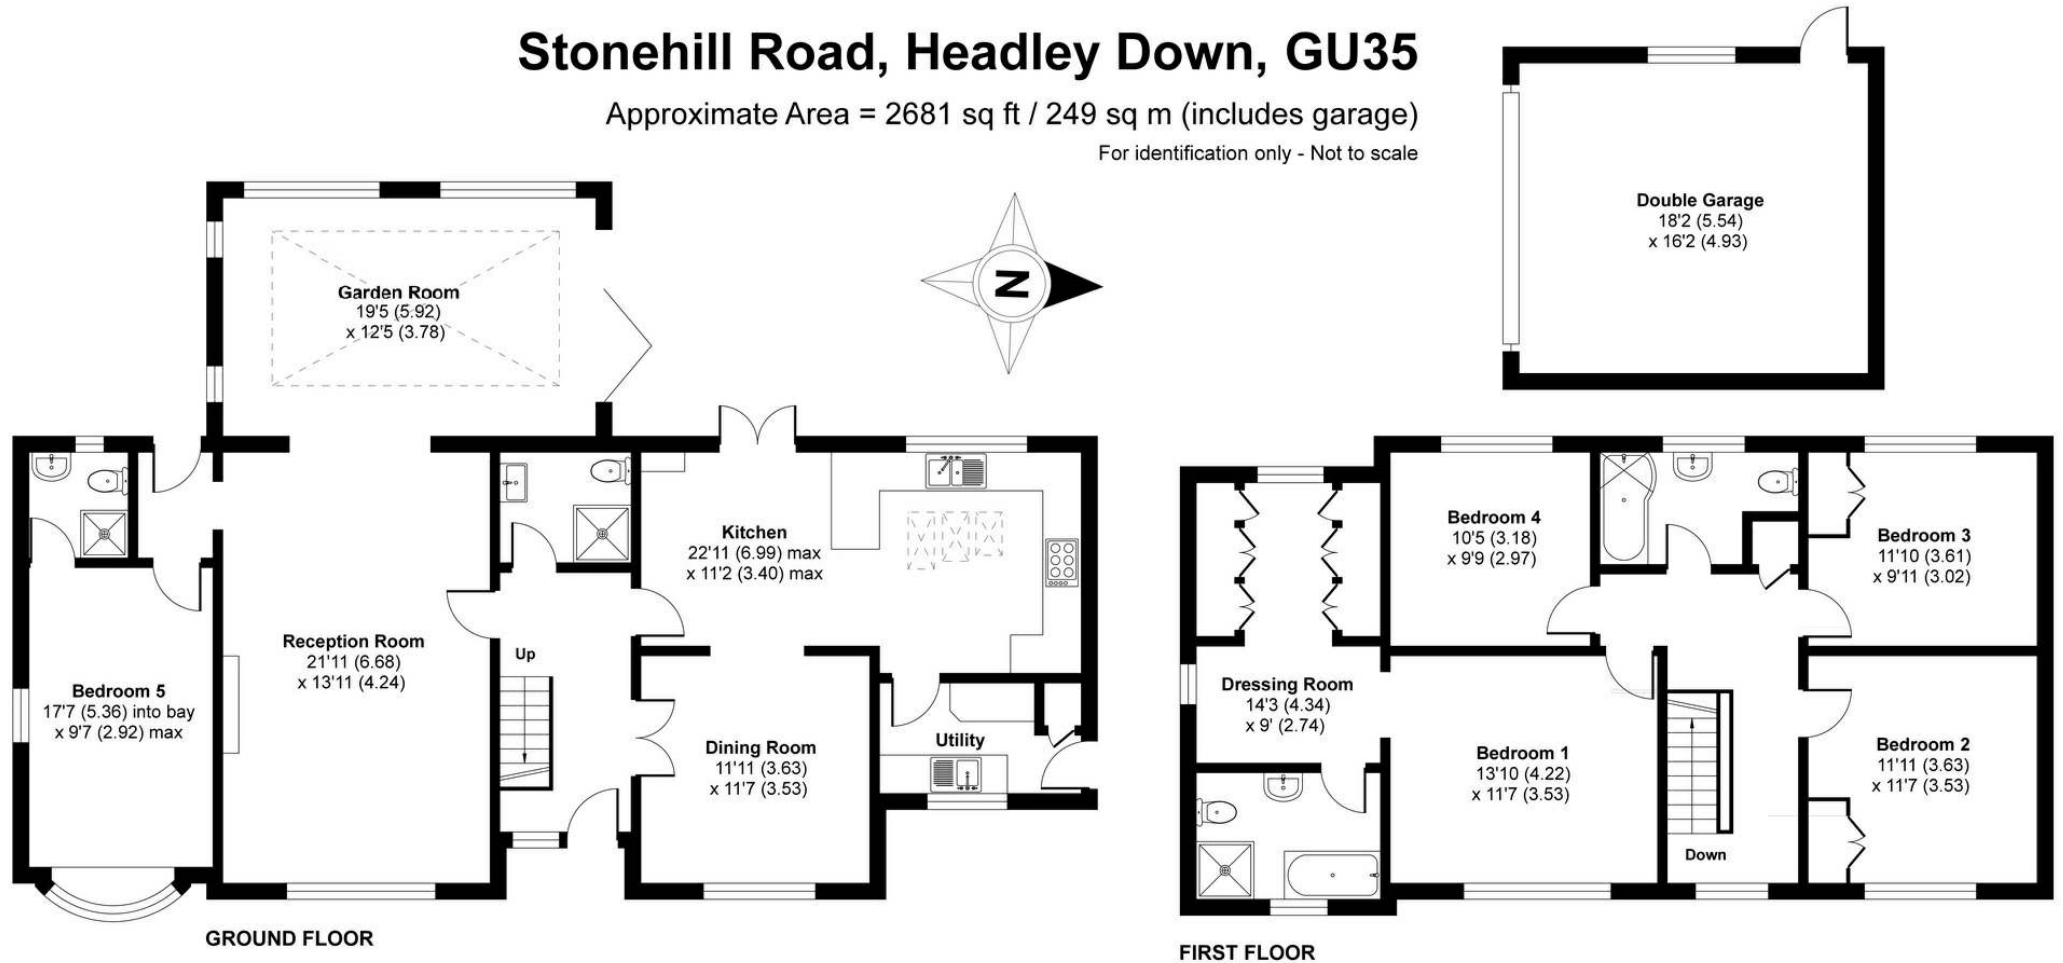 Stonehill Road, Headley Down, GU35
Approximate Area = 2681 sq ft / 249 sq m (includes garage)
For identification only - Not to scale
N
Double Garage
18'2 (5.54)
x 16'2 (4.93)
Garden Room
19'5 (5.92)
x 12'5 (3.78)
Kitchen
22'11 (6.99) max
x 11'2 (3.40) max
Reception Room
21'11 (6.68)
x 13'11 (4.24)
Up
Bedroom 5
17'7 (5.36) into bay
x 9'7 (2.92) max
Dining Room
11'11 (3.63)
x 11'7 (3.53)
Utility
GROUND FLOOR
Bedroom 4
10'5 (3.18)
x 9'9 (2.97)
Bedroom 3
11'10 (3.61)
x 9'11 (3.02)
Dressing Room
14'3 (4.34)
x 9' (2.74)
Bedroom 1
13'10 (4.22)
x 11'7 (3.53)
Bedroom 2
11'11 (3.63)
x 11'7 (3.53)
Down
FIRST FLOOR